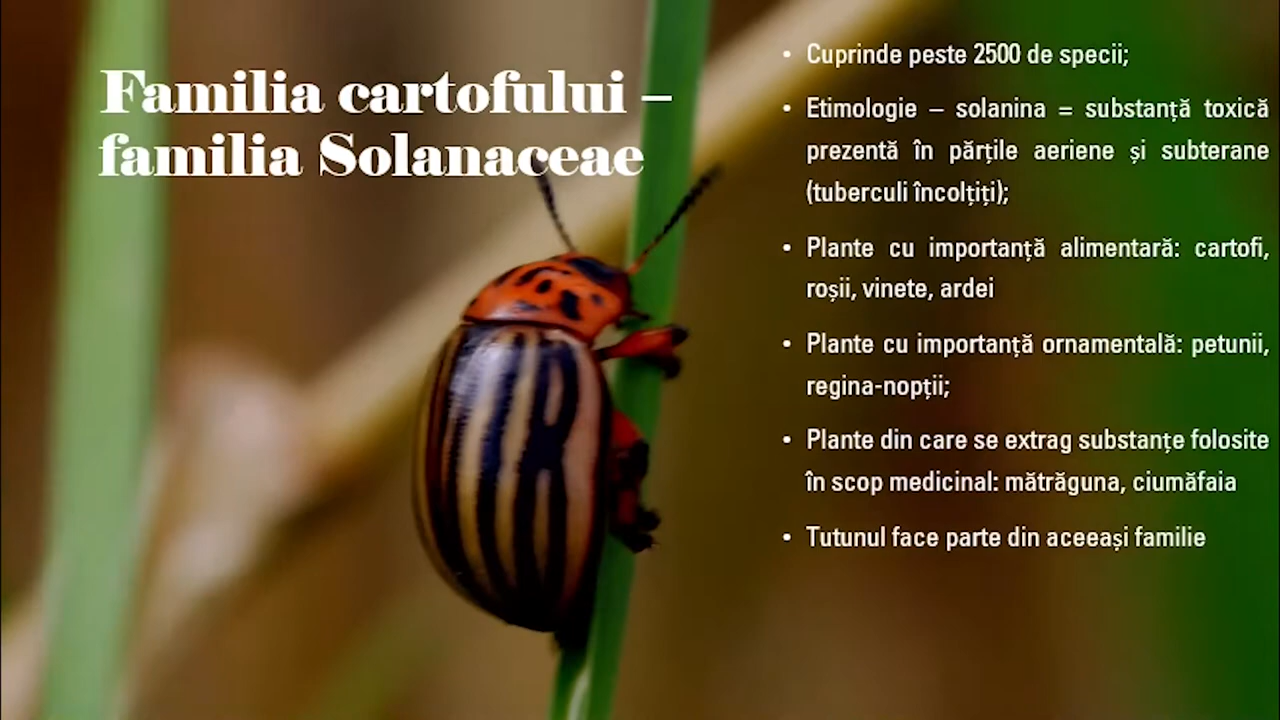 Familia cartofului –
familia Solanaceae
• Cuprinde peste 2500 de specii;
• Etimologie – solanina = substanță toxică
prezentă în părțile aeriene și subterane
(tuberculi încolțiți);
• Plante cu importanță alimentară: cartofi,
roșii, vinete, ardei
• Plante cu importanță ornamentală: petunii,
regina-nopții;
• Plante din care se extrag substanțe folosite
în scop medicinal: mătrăguna, ciumăfaia
• Tutunul face parte din aceeași familie